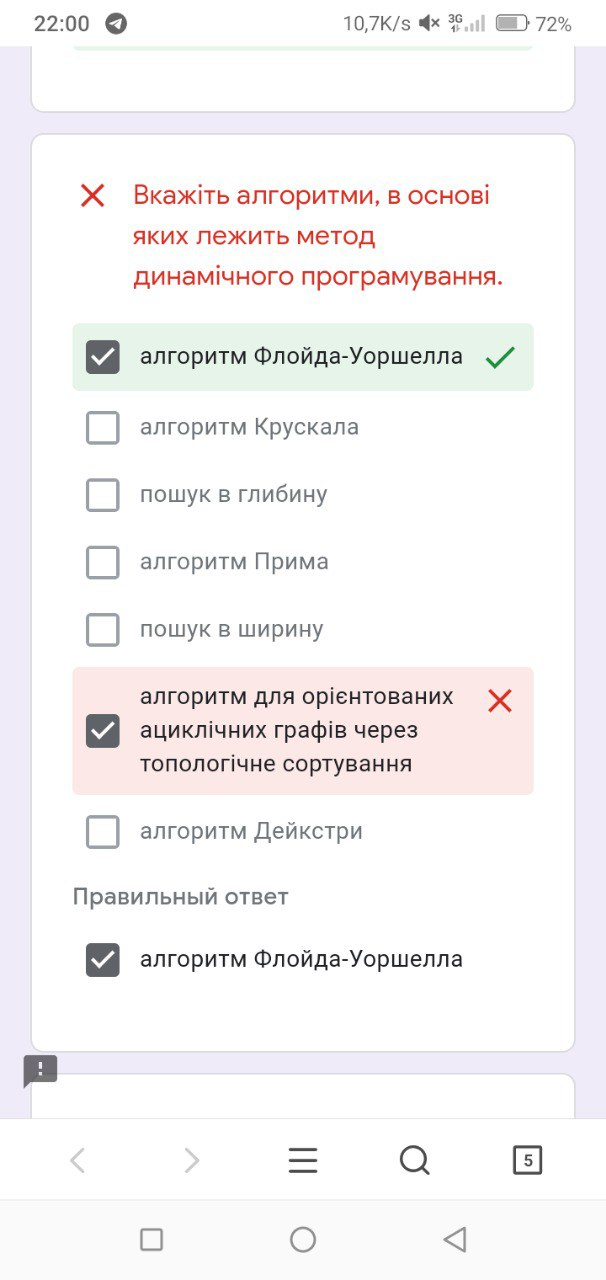 22:00 10,7K/s 3G 72%
Вкажіть алгоритми, в основі
яких лежить метод
динамічного програмування.
алгоритм Флойда-Уоршелла
алгоритм Крускала
пошук в глибину
алгоритм Прима
пошук в ширину
алгоритм для орієнтованих
ациклічних графів через
топологічне сортування
алгоритм Дейкстри
Правильный ответ
алгоритм Флойда-Уоршелла
5